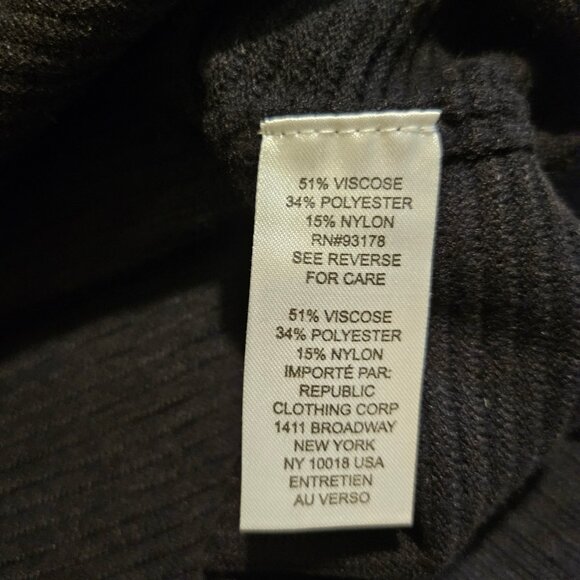 51% VISCOSE
34% POLYESTER
15% NYLON
RN#93178
SEE REVERSE
FOR CARE
51% VISCOSE
34% POLYESTER
15% NYLON
IMPORTÉ PAR:
REPUBLIC
CLOTHING CORP
1411 BROADWAY
NEW YORK
NY 10018 USA
ENTRETIEN
AU VERSO